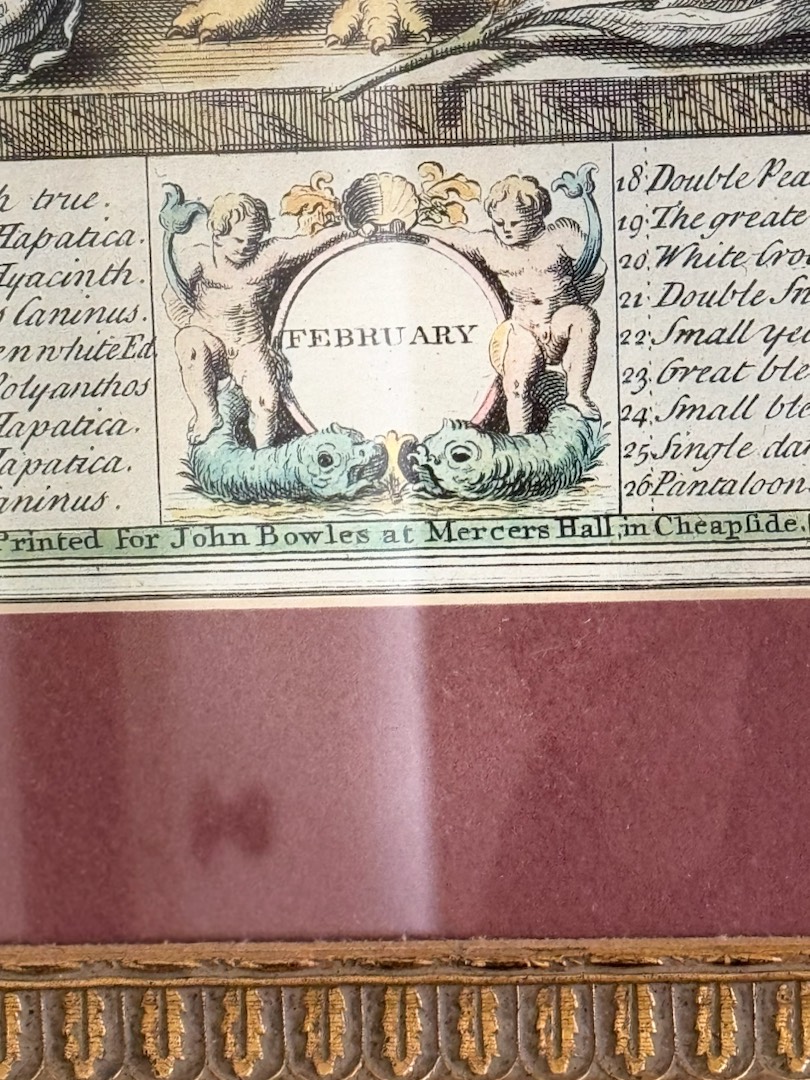 h true.
Hapatica.
Hyacinth.
s Caninus.
en white Ed.
Polyanthos
Hapatica.
Hapatica.
Caninus.
FEBRUARY
18 Double Pea
19 The greate
20 White Cro
21 Double Sn
22 Small yel
23 Great ble
24 Small ble
25 Single da
26 Pantaloon
Printed for John Bowles at Mercers Hall, in Cheapſide.